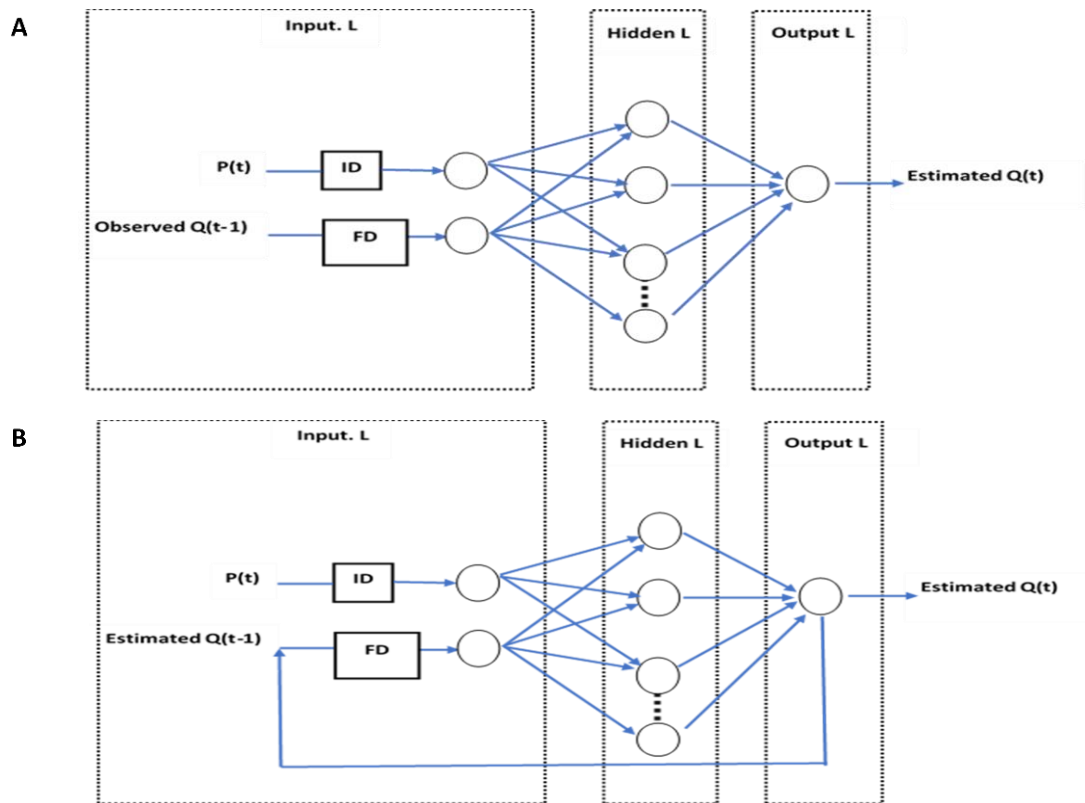 A
Input. L
Hidden L
Output L
P(t)
ID
Estimated Q(t)
Observed Q(t-1)
FD
B
Input. L
Hidden L
Output L
P(t)
ID
Estimated Q(t)
Estimated Q(t-1)
FD